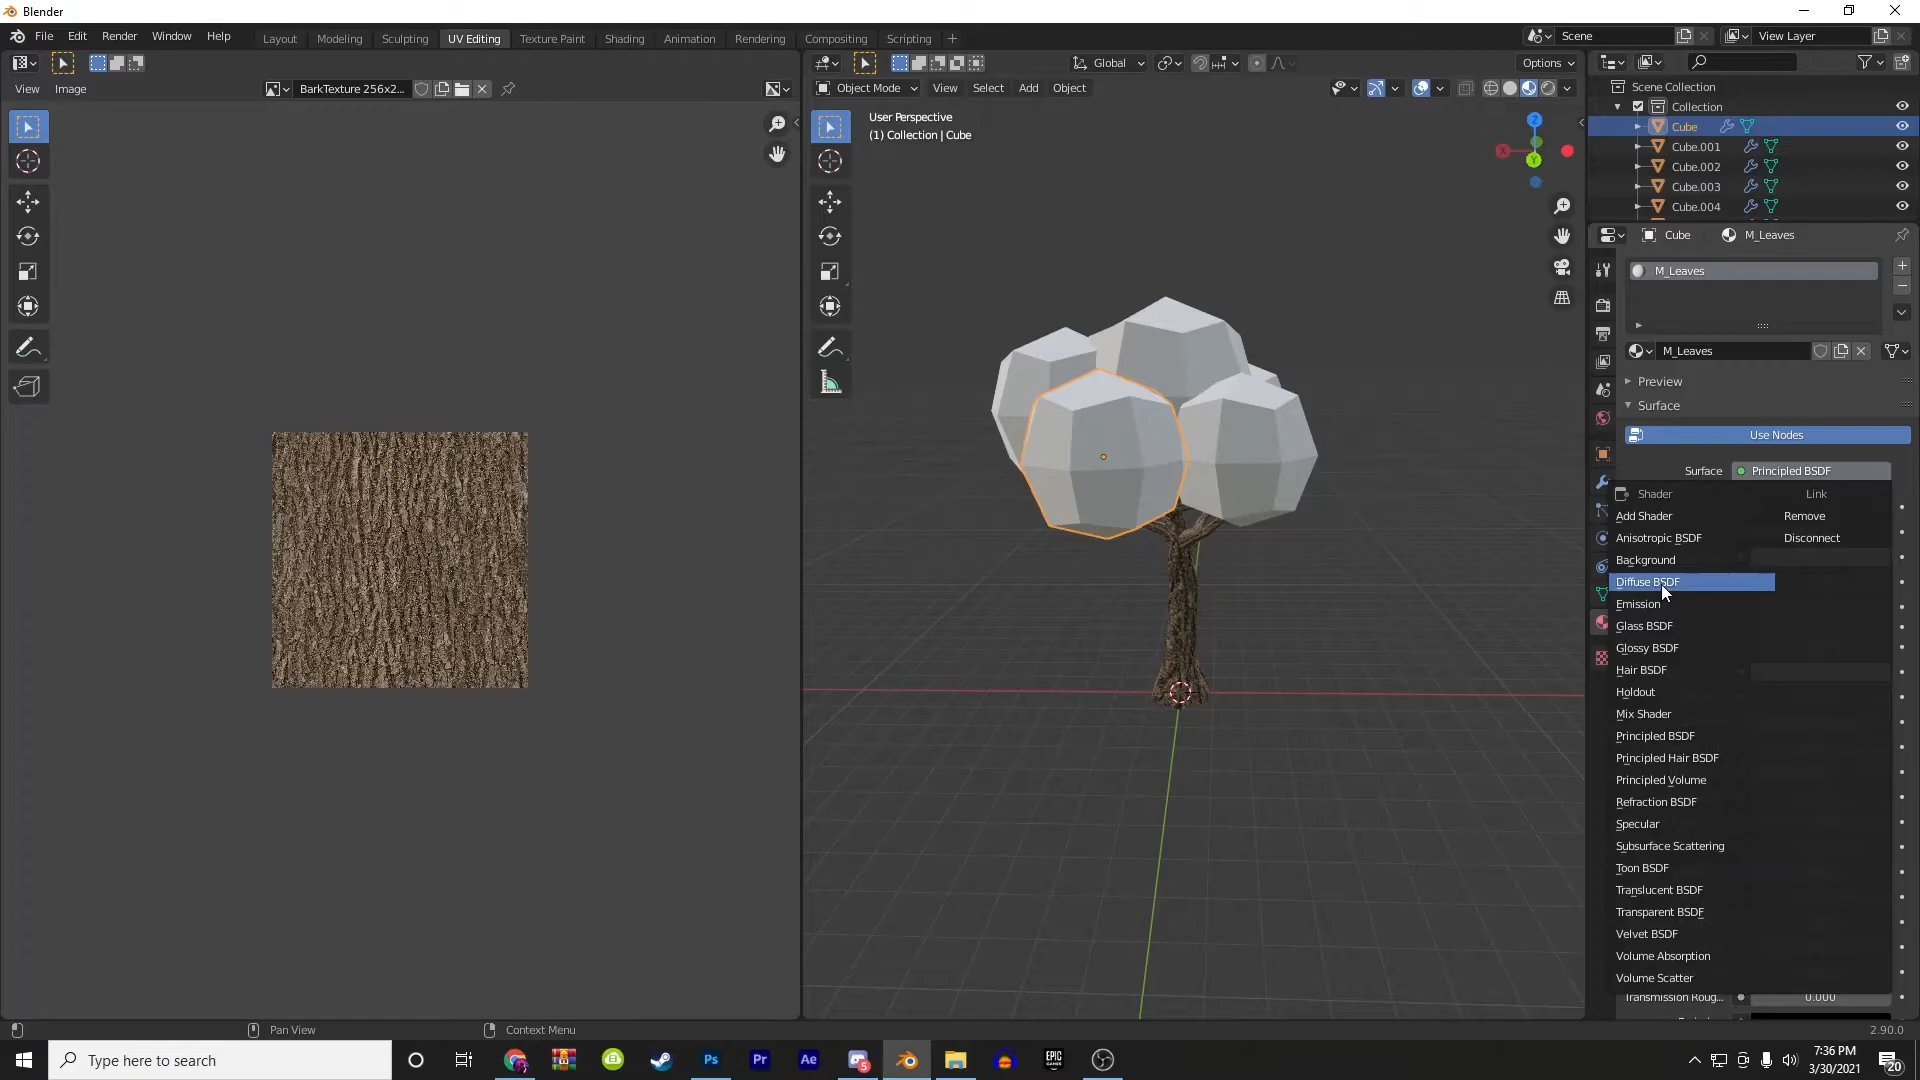 Blender
File Edit Render Window Help
Layout Modeling Sculpting UV Editing Texture Paint Shading Animation Rendering Compositing Scripting
Scene
View Layer
Global
Options
View Image
BarkTexture 256x2...
Object Mode View Select Add Object
User Perspective
(1) Collection | Cube
Z
X
Y
Scene Collection
Collection
Cube
Cube.001
Cube.002
Cube.003
Cube.004
Cube M_Leaves
M_Leaves
M_Leaves
Preview
Surface
Use Nodes
Surface Principled BSDF
Shader Link
Add Shader Remove
Anisotropic BSDF Disconnect
Background
Diffuse BSDF
Emission
Glass BSDF
Glossy BSDF
Hair BSDF
Holdout
Mix Shader
Principled BSDF
Principled Hair BSDF
Principled Volume
Refraction BSDF
Specular
Subsurface Scattering
Toon BSDF
Translucent BSDF
Transparent BSDF
Velvet BSDF
Volume Absorption
Volume Scatter
Transmission Roug... 0.000
Pan View
Context Menu
2.90.0
Type here to search
Ps
Pr
Ae
5
EPIC GAMES
7:36 PM
3/30/2021
20